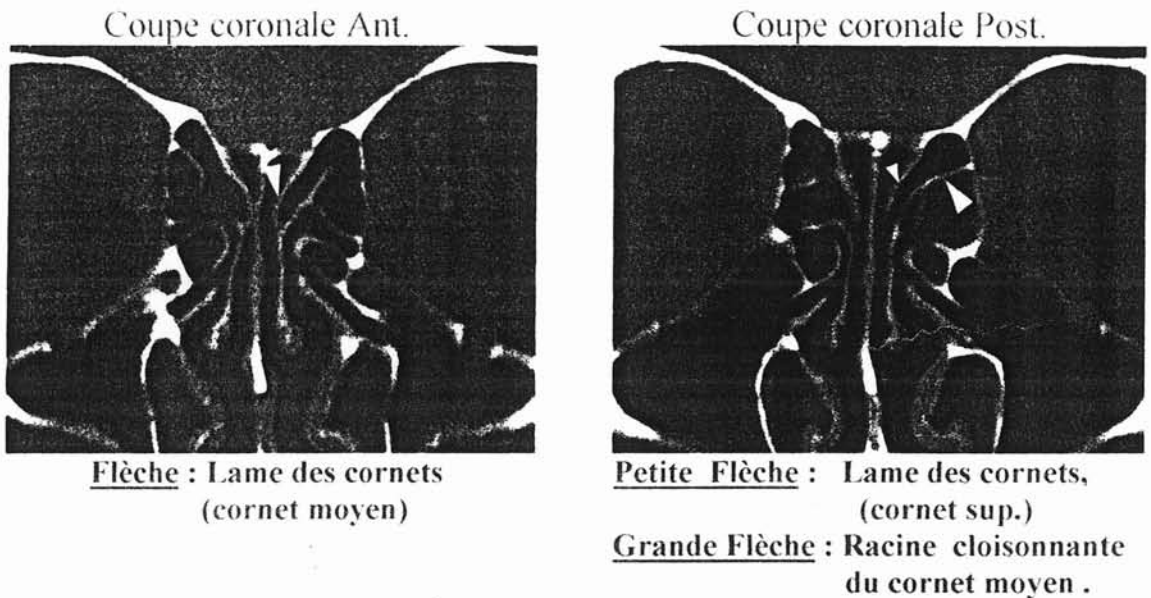 Coupe coronale Ant.
Coupe coronale Post.
Flèche : Lame des cornets
(cornet moyen)
Petite Flèche : Lame des cornets,
(cornet sup.)
Grande Flèche : Racine cloisonnante
du cornet moyen .